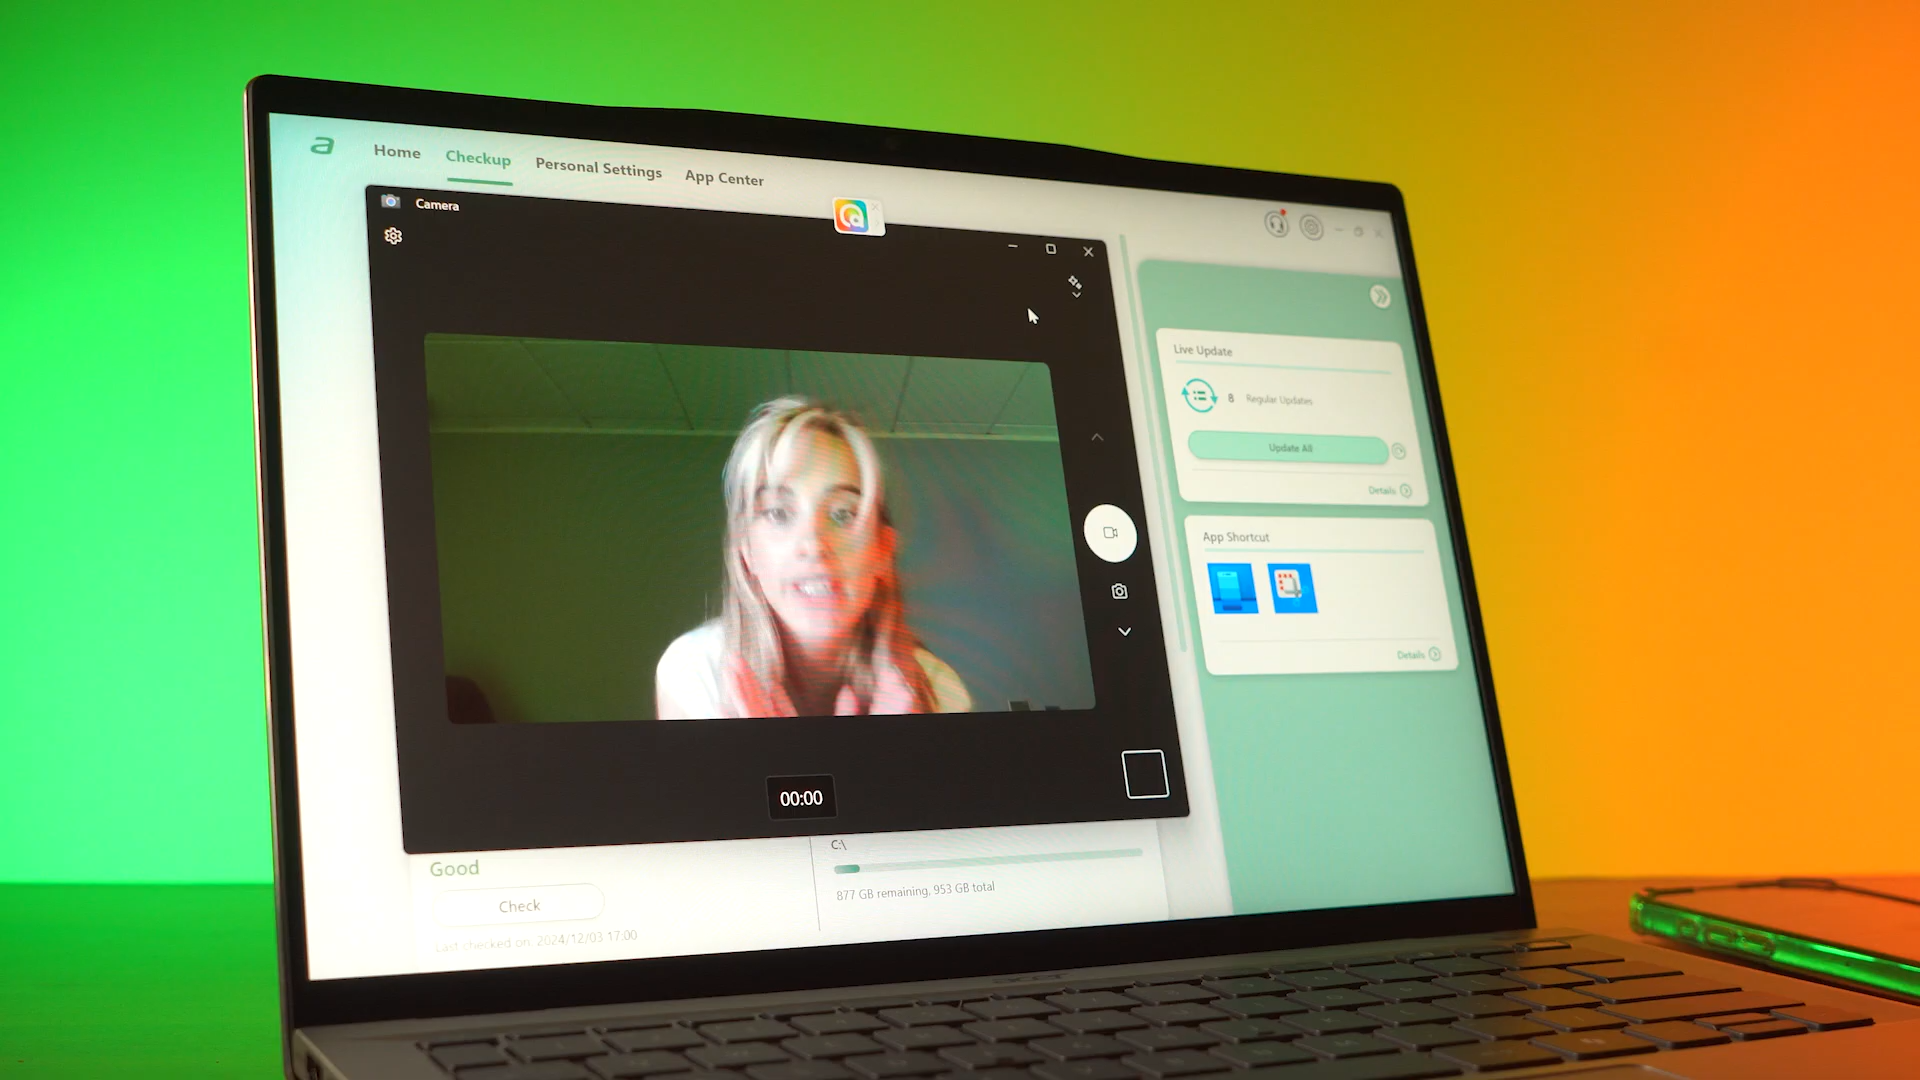 a
Home
Checkup
Personal Settings
App Center
Camera
Live Update
8 Regular Updates
Update All
Details
App Shortcut
Details
00:00
Good
Check
Last checked on: 2024/12/03 17:00
C:\
877 GB remaining, 953 GB total
acer